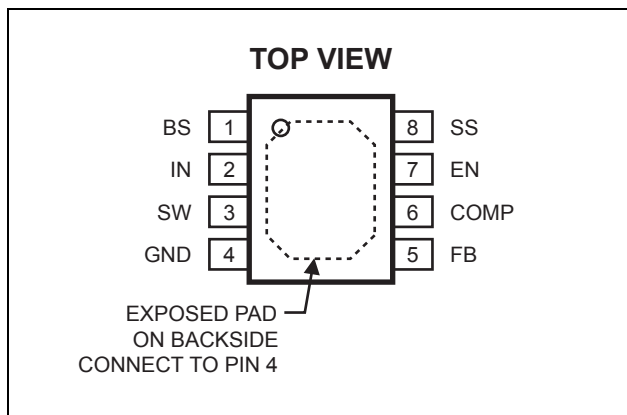 TOP VIEW
BS 1 8 SS
IN 2 7 EN
SW 3 6 COMP
GND 4 5 FB
EXPOSED PAD
ON BACKSIDE
CONNECT TO PIN 4